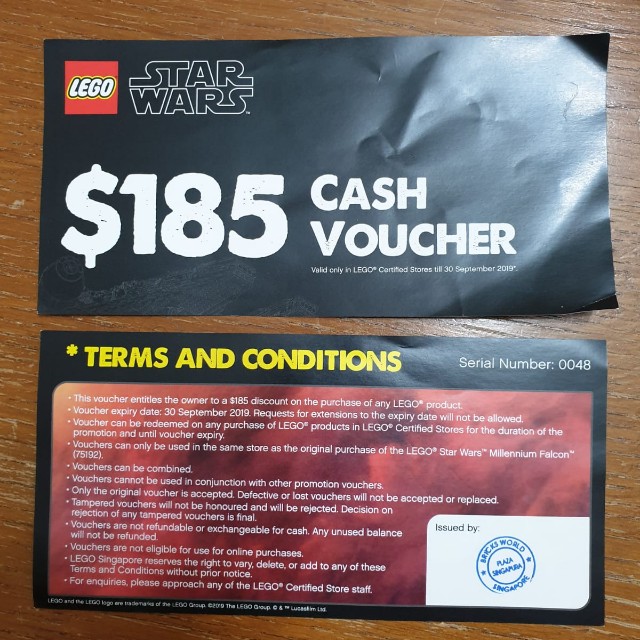 LEGO
STAR
WARS™
$185
CASH
VOUCHER
Valid only in LEGO® Certified Stores till 30 September 2019*.
* TERMS AND CONDITIONS
Serial Number: 0048
• This voucher entitles the owner to a $185 discount on the purchase of any LEGO® product.
• Voucher expiry date: 30 September 2019. Requests for extensions to the expiry date will not be allowed.
• Voucher can be redeemed on any purchase of LEGO® products in LEGO® Certified Stores for the duration of the
promotion and until voucher expiry.
• Vouchers can only be used in the same store as the original purchase of the LEGO® Star Wars™ Millennium Falcon™
(75192).
• Vouchers can be combined.
• Vouchers cannot be used in conjunction with other promotion vouchers.
• Only the original voucher is accepted. Defective or lost vouchers will not be accepted or replaced.
• Tampered vouchers will not be honoured and will be rejected. Decision on
rejection of any tampered vouchers is final.
• Vouchers are not refundable or exchangeable for cash. Any unused balance
will not be refunded.
• Vouchers are not eligible for use for online purchases.
• LEGO Singapore reserves the right to vary, delete, or add to any of these
Terms and Conditions without prior notice.
• For enquiries, please approach any of the LEGO® Certified Store staff.
Issued by:
BRICKS WORLD
PLAZA
SINGAPURA
SINGAPORE
LEGO and the LEGO logo are trademarks of the LEGO Group. ©2019 The LEGO Group. © & ™ Lucasfilm Ltd.